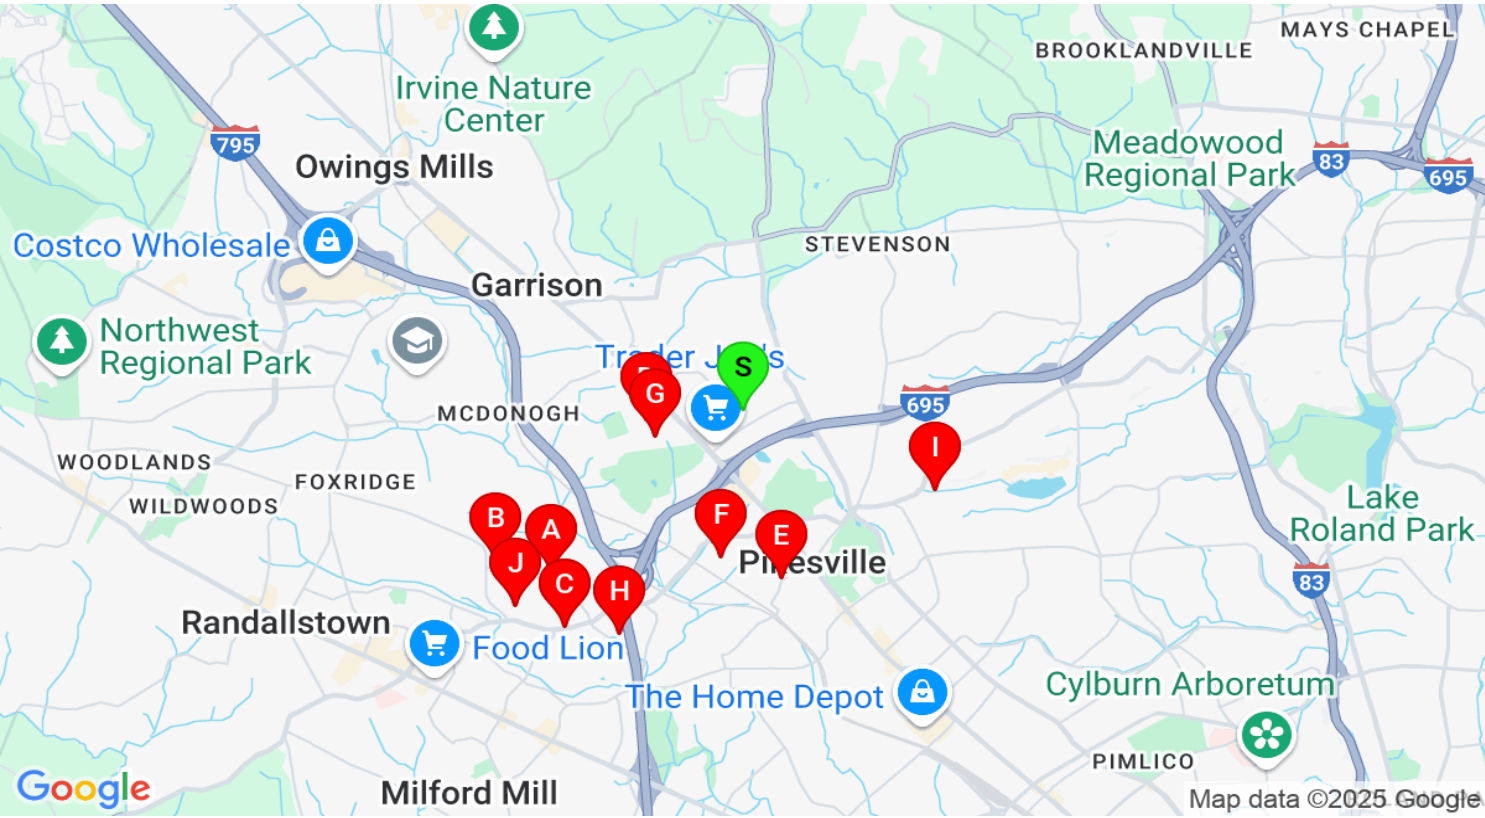 MAYS CHAPEL
BROOKLANDVILLE
Irvine Nature
Center
795
Owings Mills
Meadowood
Regional Park
83
695
Costco Wholesale
STEVENSON
Garrison
Northwest
Regional Park
S
G
MCDONOGH
695
I
WOODLANDS
FOXRIDGE
WILDWOODS
Lake
Roland Park
B
A
F
E
J
C
H
Pikesville
83
Randallstown
Food Lion
The Home Depot
Cylburn Arboretum
PIMLICO
Google
Milford Mill
Map data ©2025 Google